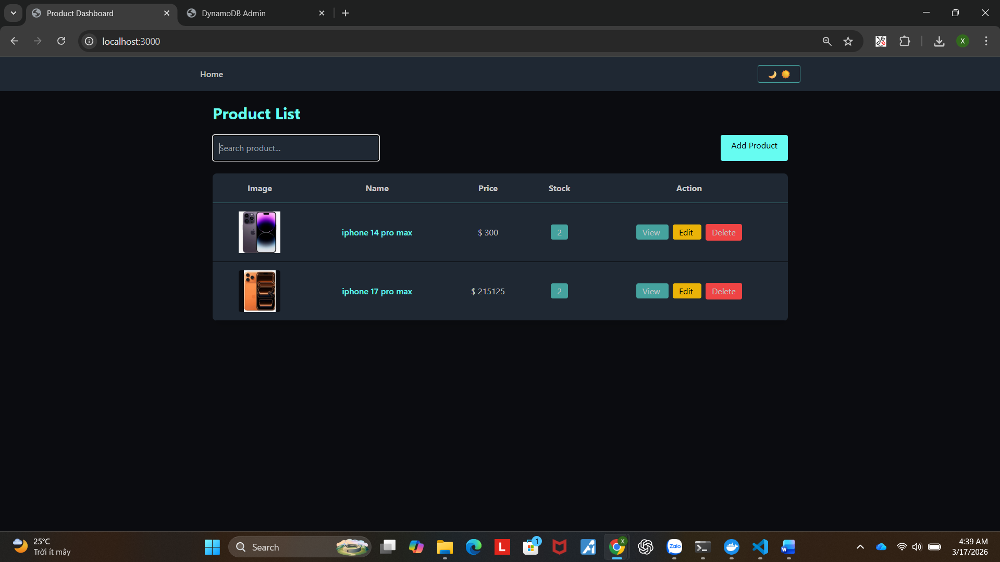 Product Dashboard
DynamoDB Admin
localhost:3000
X
Home
Product List
Search product...
Add Product
Image Name Price Stock Action
iphone 14 pro max $ 300 2 View Edit Delete
iphone 17 pro max $ 215125 2 View Edit Delete
25°C
Trời ít mây
Search
L
1
X
Zalo
W
4:39 AM
3/17/2026